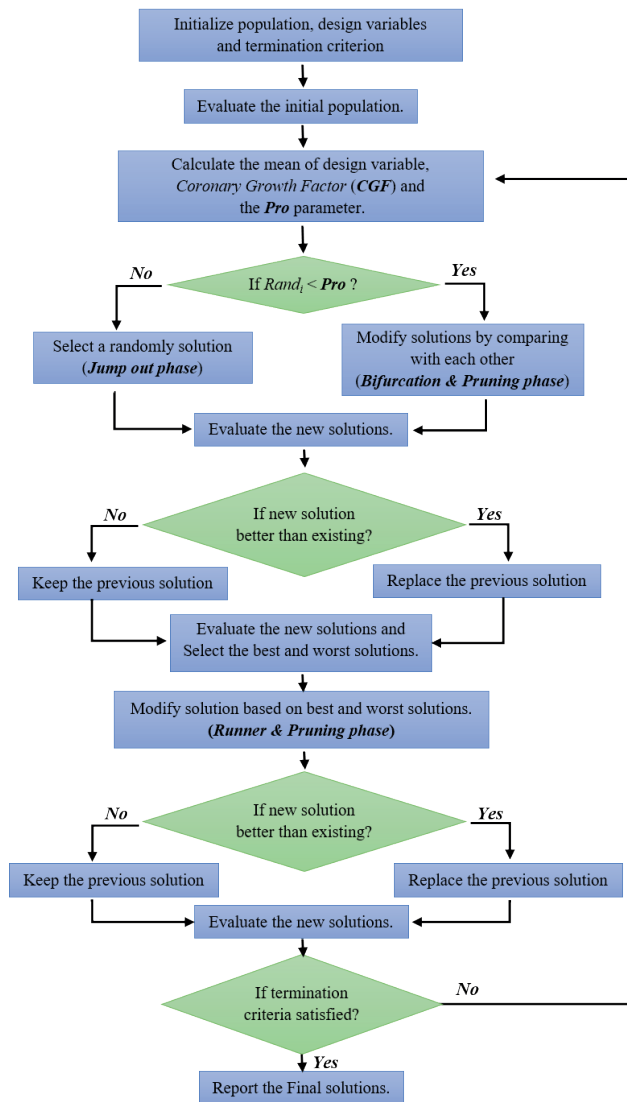 Initialize population, design variables
and termination criterion
Evaluate the initial population.
Calculate the mean of design variable,
Coronary Growth Factor (CGF) and
the Pro parameter.
No
If Rand_i < Pro ?
Yes
Select a randomly solution
(Jump out phase)
Modify solutions by comparing
with each other
(Bifurcation & Pruning phase)
Evaluate the new solutions.
No
If new solution
better than existing?
Yes
Keep the previous solution
Replace the previous solution
Evaluate the new solutions and
Select the best and worst solutions.
Modify solution based on best and worst solutions.
(Runner & Pruning phase)
No
If new solution
better than existing?
Yes
Keep the previous solution
Replace the previous solution
Evaluate the new solutions.
If termination
criteria satisfied?
No
Yes
Report the Final solutions.